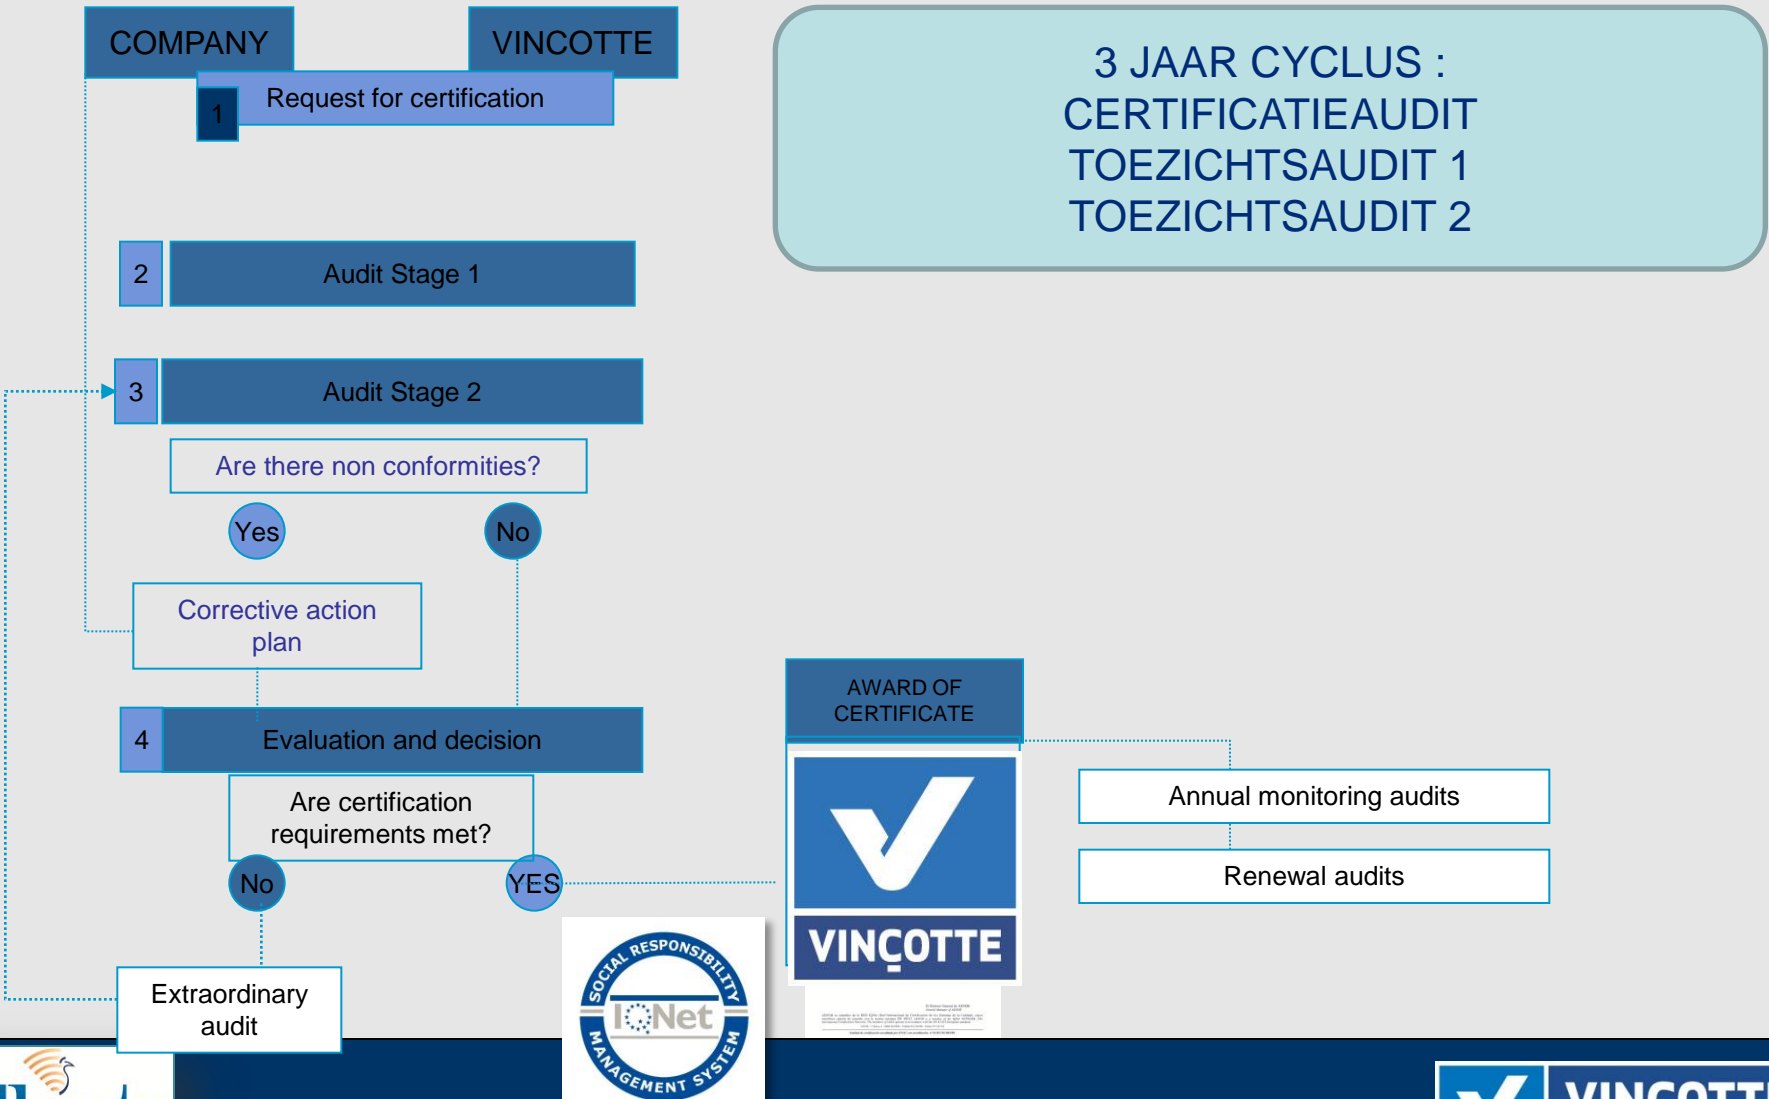 COMPANY
VINCOTTE
1
Request for certification
3 JAAR CYCLUS :
CERTIFICATIEAUDIT
TOEZICHTSAUDIT 1
TOEZICHTSAUDIT 2
2
Audit Stage 1
3
Audit Stage 2
Are there non conformities?
Yes
No
Corrective action
plan
4
Evaluation and decision
Are certification
requirements met?
No
YES
Extraordinary
audit
AWARD OF
CERTIFICATE
VINÇOTTE
Annual monitoring audits
Renewal audits
SOCIAL RESPONSIBILITY
IQNet
MANAGEMENT SYSTEM